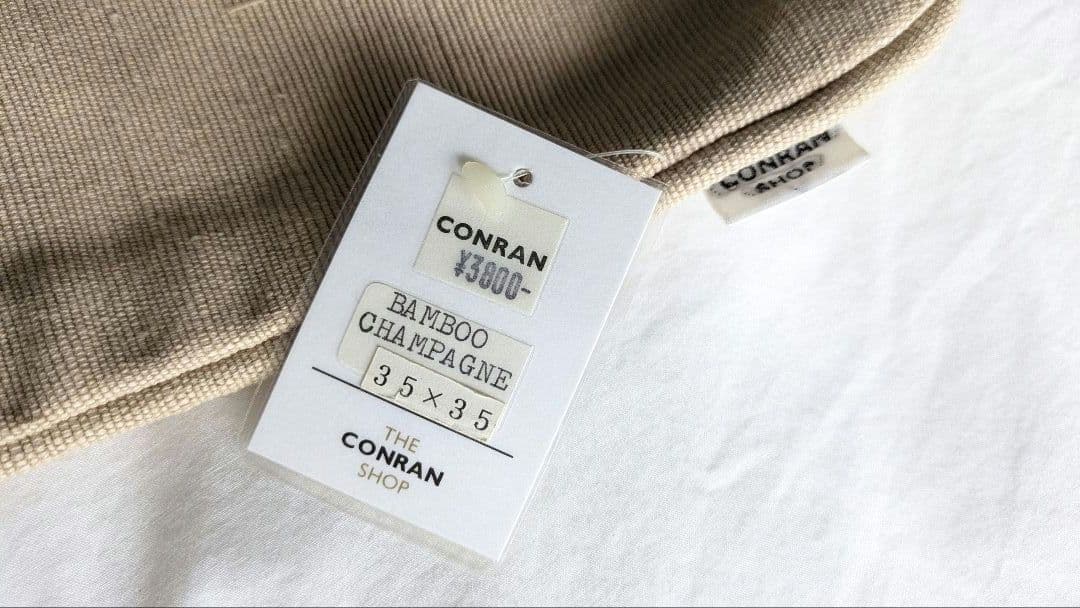 CONRAN
¥3800-
BAMBOO
CHAMPAGNE
35×35
THE
CONRAN
SHOP
CONRAN
SHOP